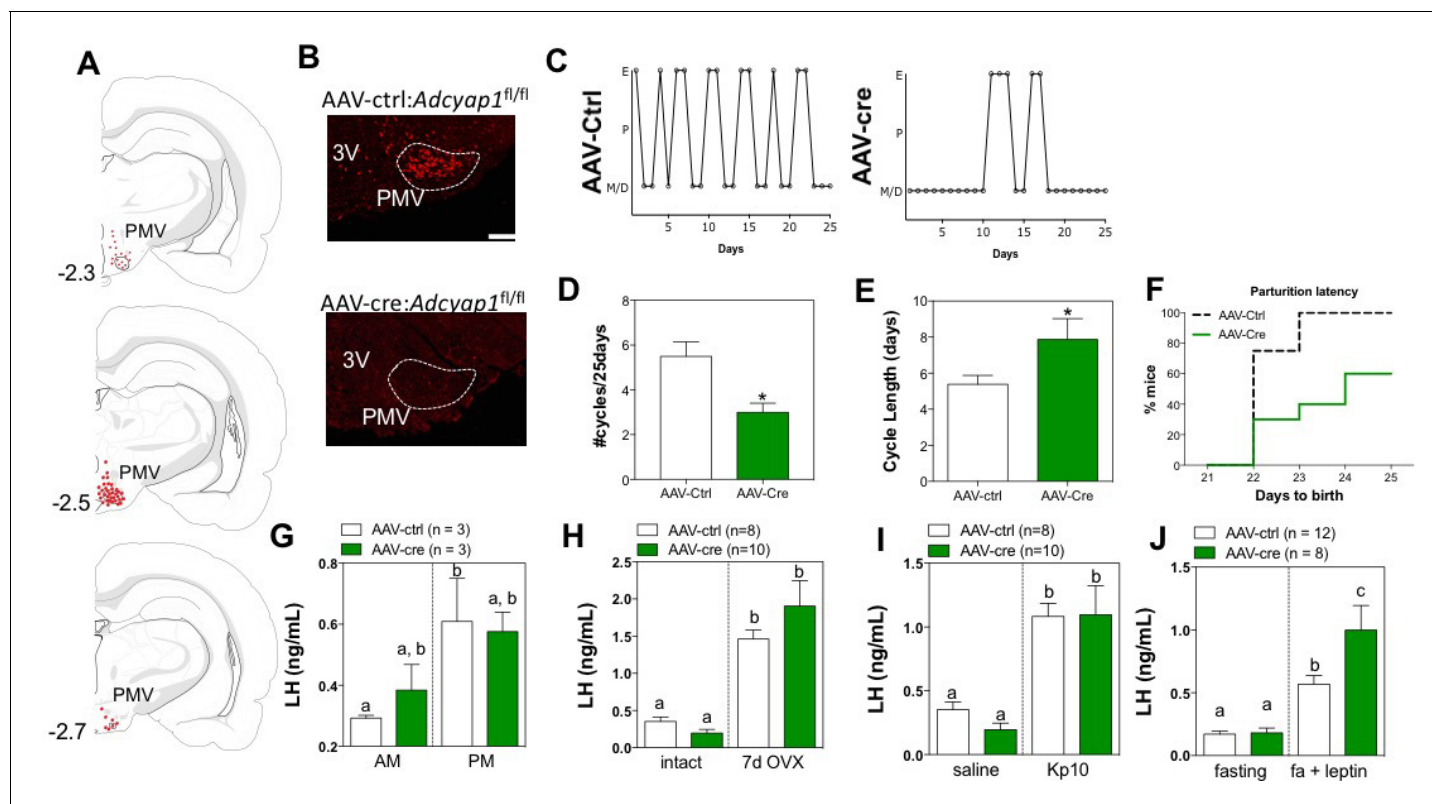 A
PMV
-2.3
PMV
-2.5
PMV
-2.7
B
AAV-ctrl:Adcyap1fl/fl
3V
PMV
AAV-cre:Adcyap1fl/fl
3V
PMV
C
AAV-Ctrl
E
P
M/D
5 10 15 20 25
Days
AAV-cre
E
P
M/D
5 10 15 20 25
Days
D
#cycles/25days
8
6
4
2
0
AAV-Ctrl AAV-Cre
*
E
Cycle Length (days)
10
8
6
4
2
0
AAV-ctrl AAV-Cre
*
F
Parturition latency
AAV-Ctrl
AAV-Cre
% mice
100
80
60
40
20
0
21 22 23 24 25
Days to birth
G
AAV-ctrl (n = 3)
AAV-cre (n = 3)
LH (ng/mL)
0.8
0.6
0.4
0.2
a
a, b
b
a, b
AM PM
H
AAV-ctrl (n=8)
AAV-cre (n=10)
LH (ng/mL)
2.5
2.0
1.5
1.0
0.5
0.0
a a b b
intact 7d OVX
I
AAV-ctrl (n=8)
AAV-cre (n=10)
LH (ng/mL)
1.5
1.0
0.5
0.0
a a b b
saline Kp10
J
AAV-ctrl (n = 12)
AAV-cre (n = 8)
LH (ng/mL)
1.5
1.0
0.5
0.0
a a b c
fasting fa + leptin